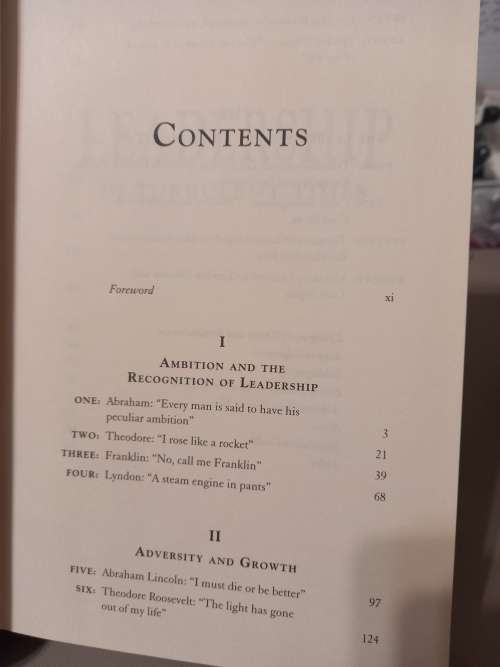 CONTENTS
Foreword xi
I
AMBITION AND THE
RECOGNITION OF LEADERSHIP
ONE: Abraham: "Every man is said to have his
peculiar ambition" 3
TWO: Theodore: "I rose like a rocket" 21
THREE: Franklin: "No, call me Franklin" 39
FOUR: Lyndon: "A steam engine in pants" 68
II
ADVERSITY AND GROWTH
FIVE: Abraham Lincoln: "I must die or be better" 97
SIX: Theodore Roosevelt: "The light has gone
out of my life" 124